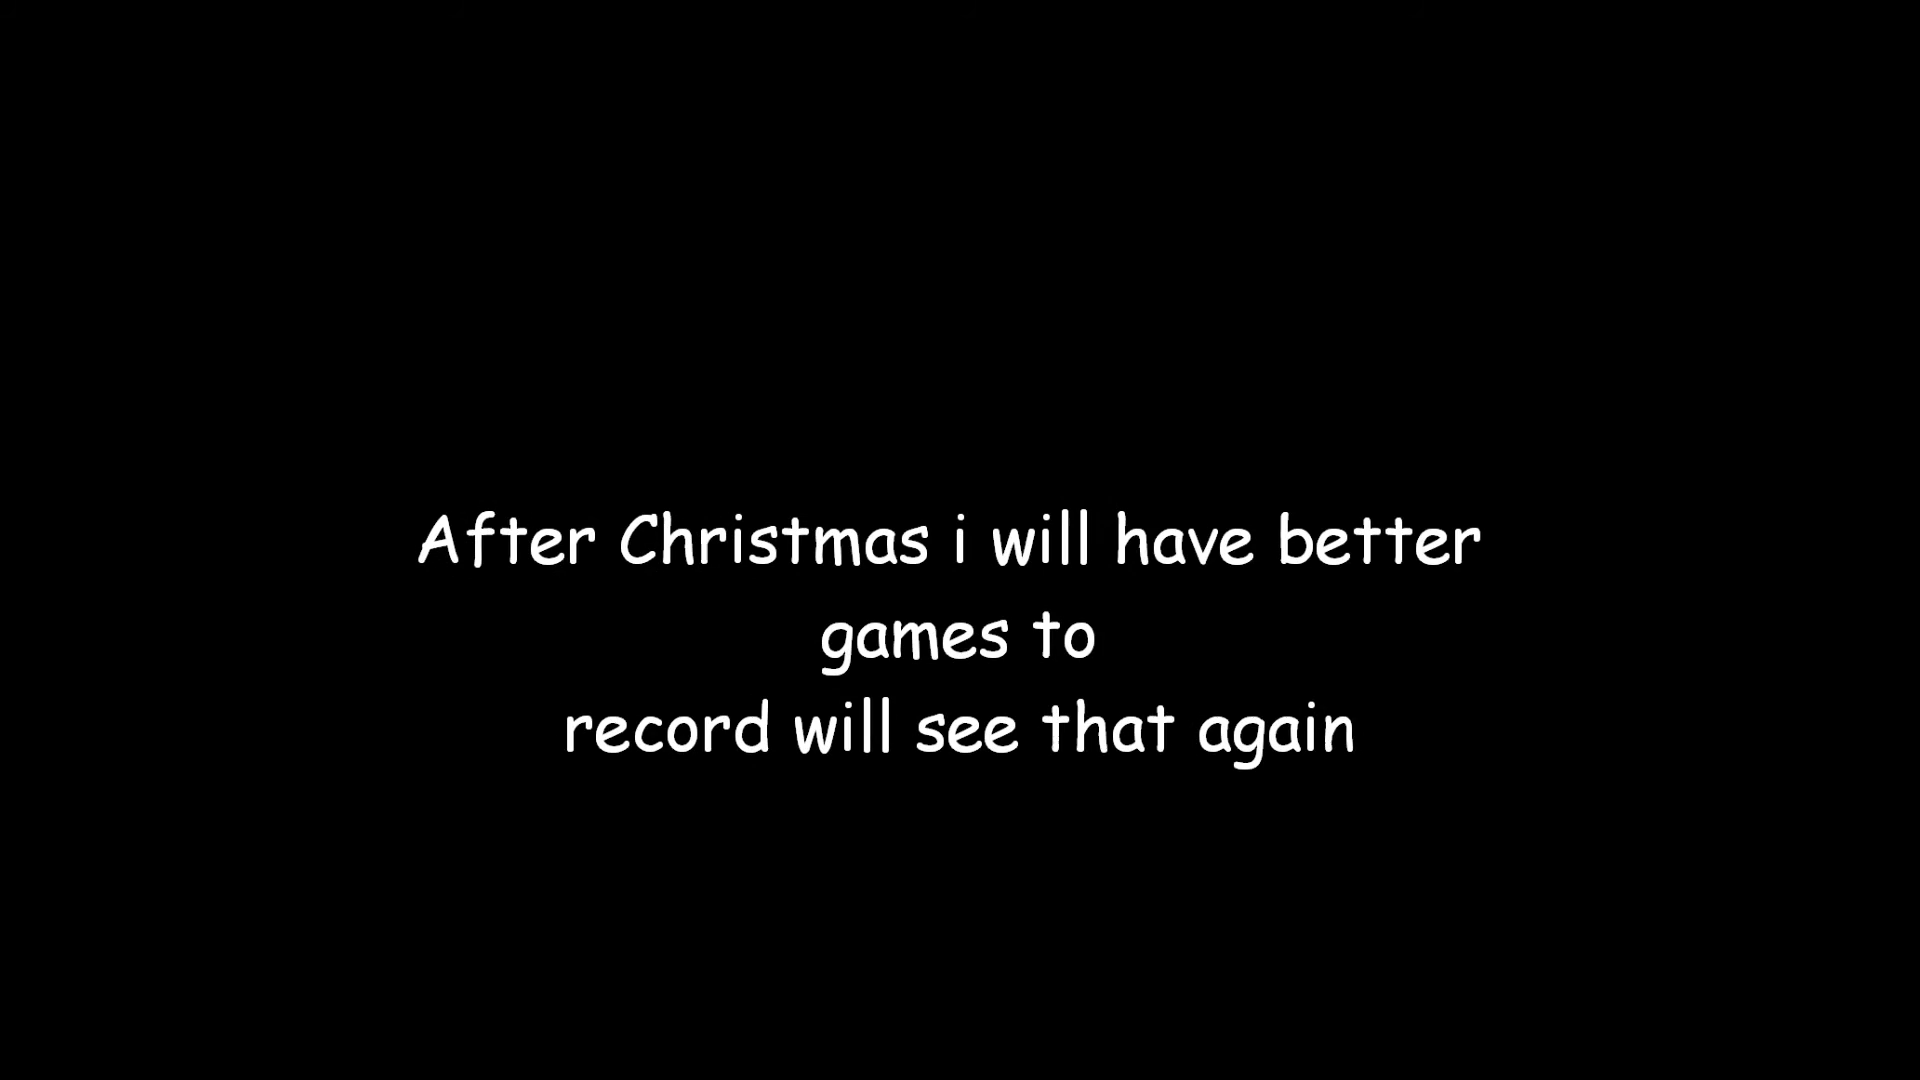 After Christmas i will have better
games to
record will see that again